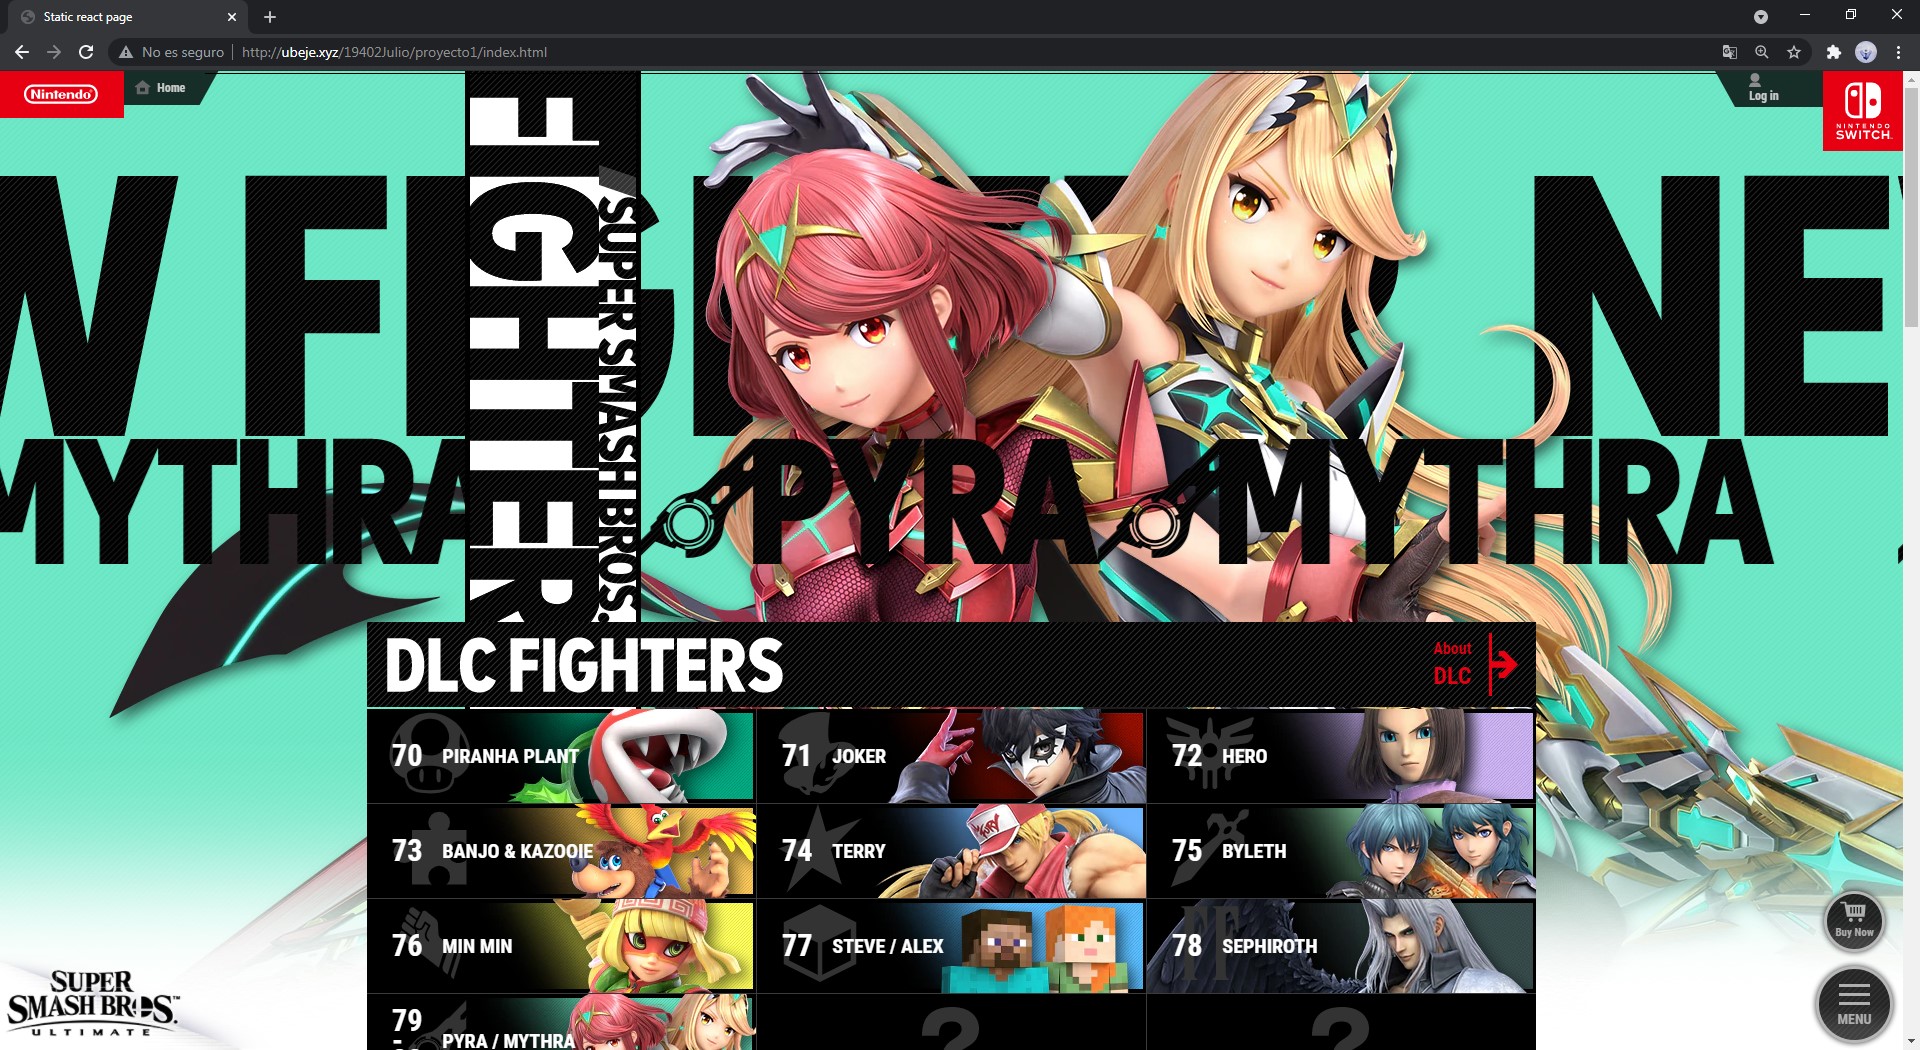 Static react page
No es seguro
http://ubeje.xyz/19402Julio/proyecto1/index.html
Nintendo
Home
Log in
NINTENDO
SWITCH
FIGHTER
/SUPER SMASH BROS.
NE
MYTHRA
PYRA
MYTHRA
DLC FIGHTERS
About
DLC
70 PIRANHA PLANT
71 JOKER
72 HERO
73 BANJO & KAZOOIE
74 TERRY
75 BYLETH
76 MIN MIN
77 STEVE / ALEX
78 SEPHIROTH
79
-
PYRA / MYTHRA
?
?
Buy Now
MENU
SUPER
SMASH BROS.™
ULTIMATE